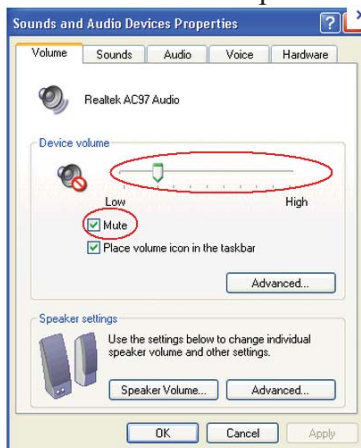 Sounds and Audio Devices Properties
Volume Sounds Audio Voice Hardware
Realtek AC97 Audio
Device volume
Low High
Mute
Place volume icon in the taskbar
Advanced...
Speaker settings
Use the settings below to change individual
speaker volume and other settings.
Speaker Volume... Advanced...
OK Cancel Apply